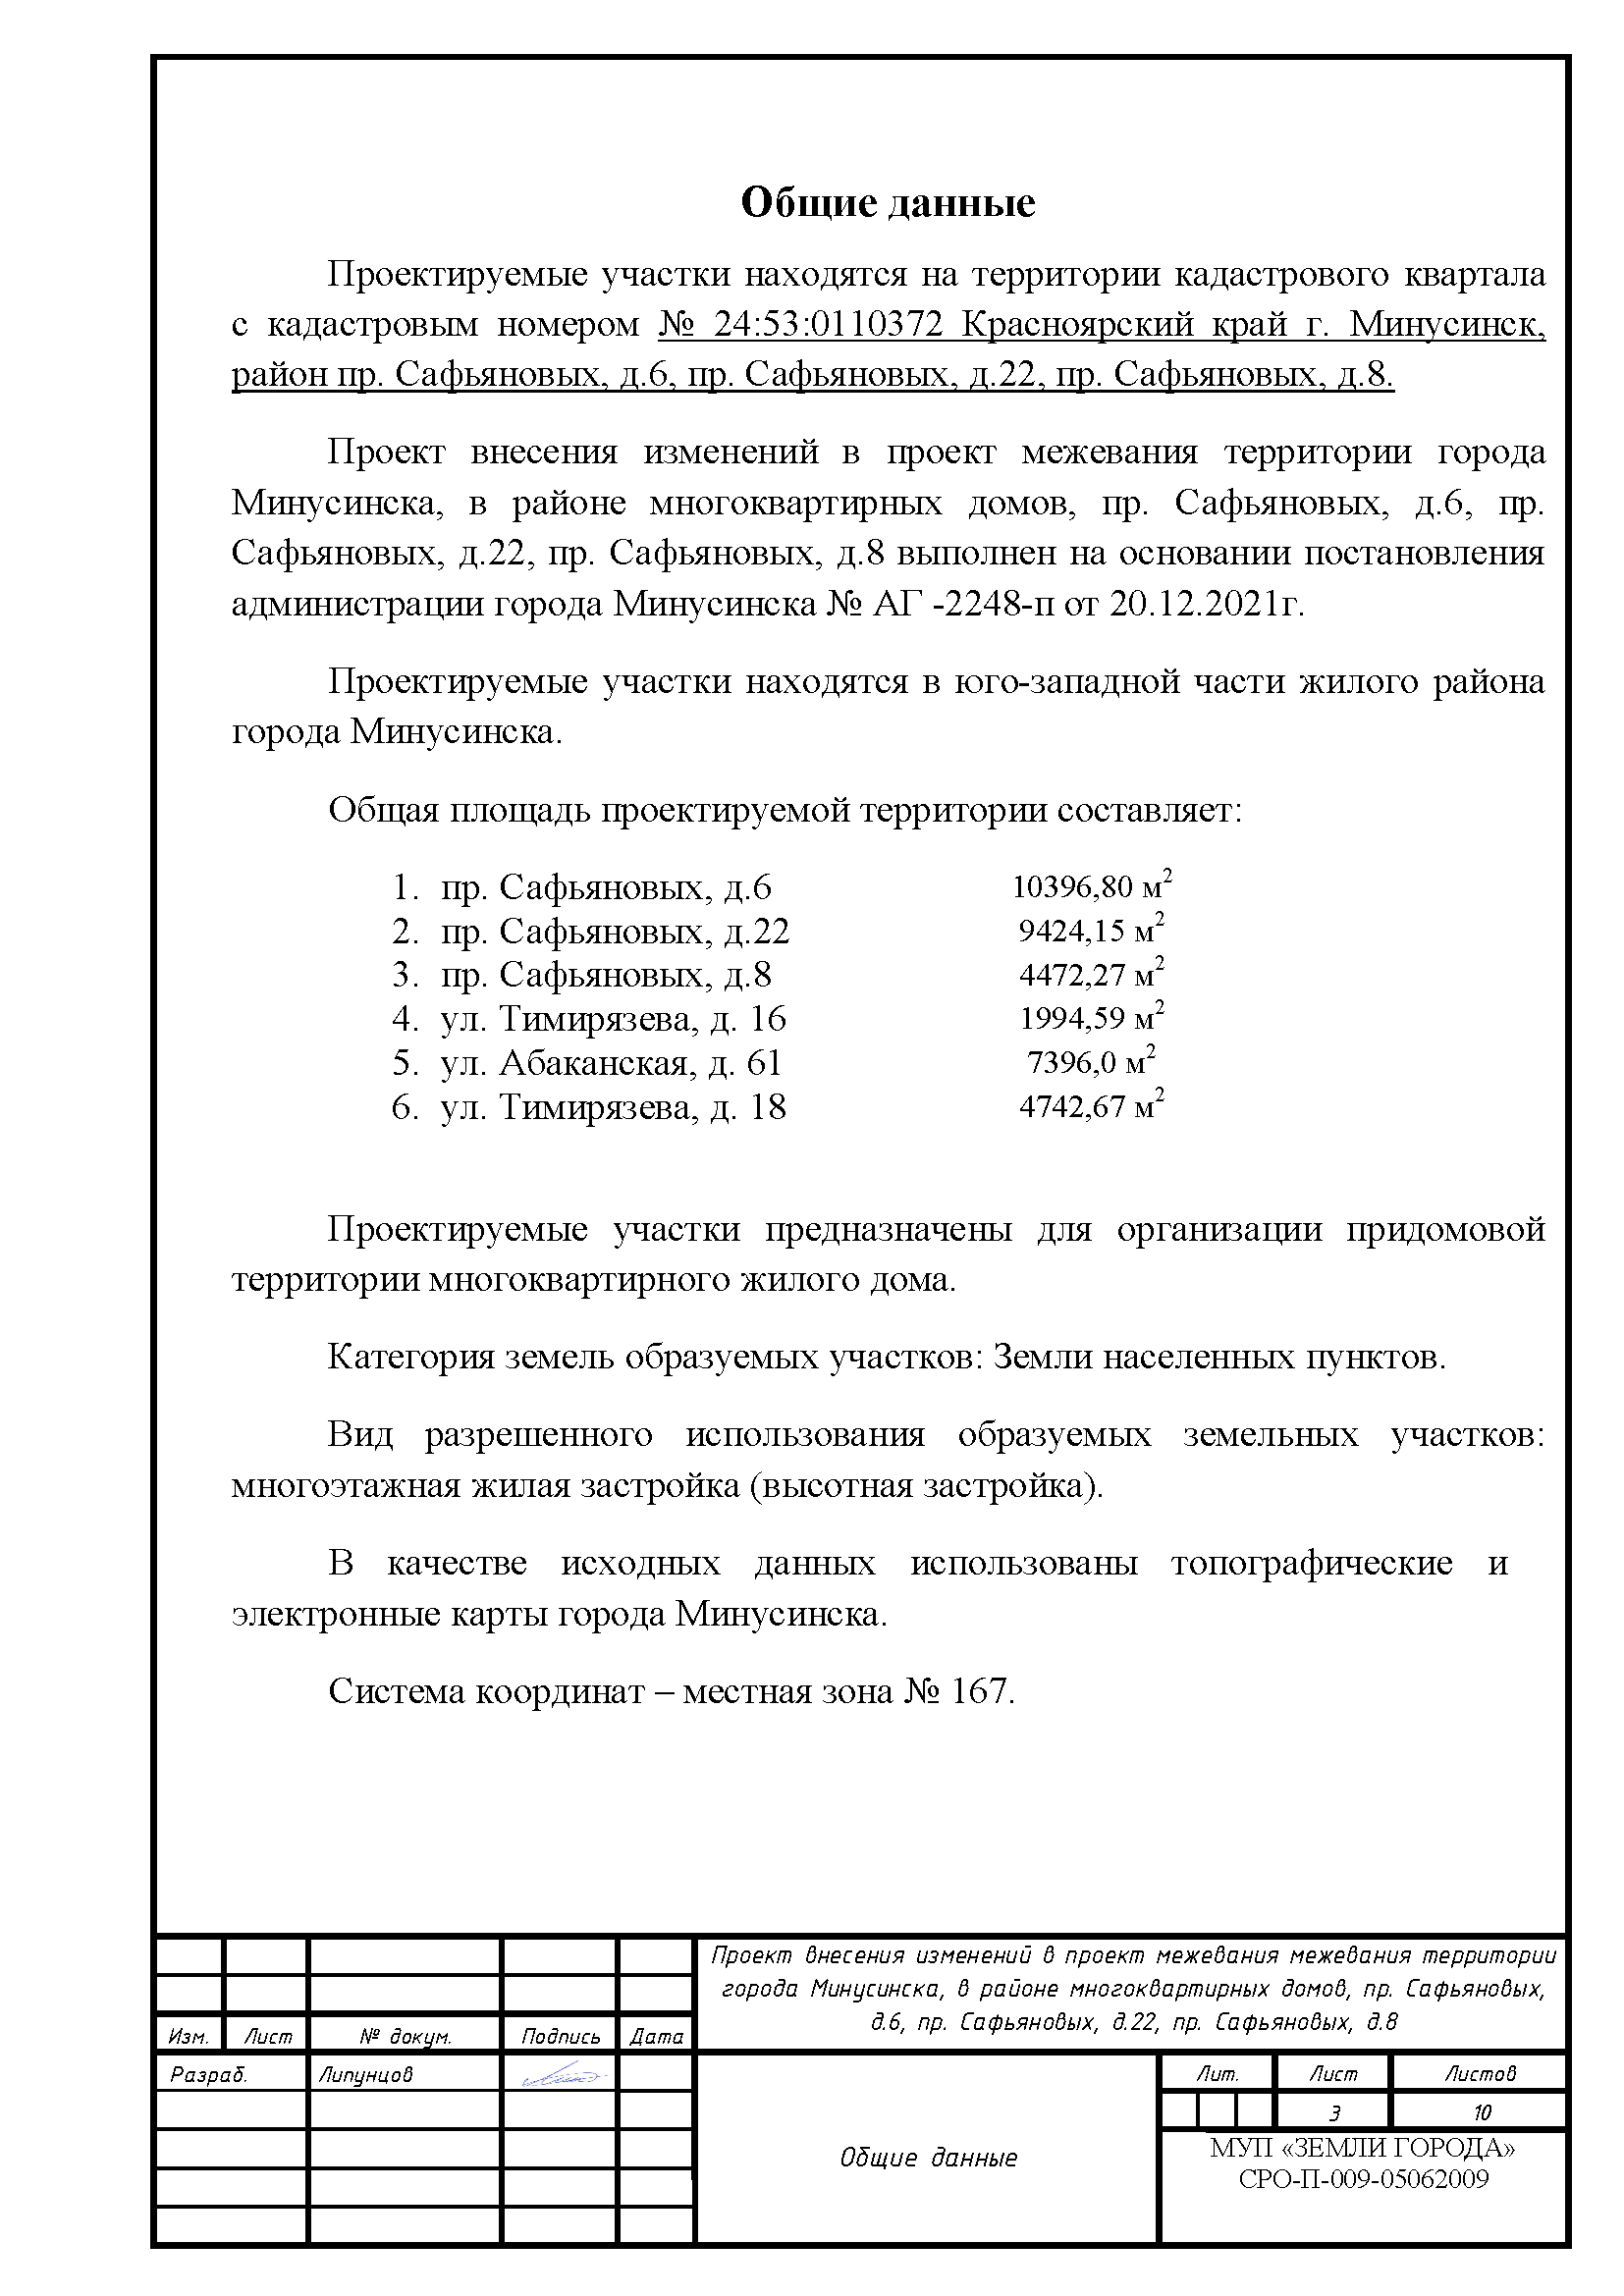 Общие данные
Проектируемые участки находятся на территории кадастрового квартала
с кадастровым номером № 24:53:0110372 Красноярский край г. Минусинск,
район пр. Сафьяновых, д.6, пр. Сафьяновых, д.22, пр. Сафьяновых, д.8.
Проект внесения изменений в проект межевания территории города
Минусинска, в районе многоквартирных домов, пр. Сафьяновых, д.6, пр.
Сафьяновых, д.22, пр. Сафьяновых, д.8 выполнен на основании постановления
администрации города Минусинска № АГ -2248-п от 20.12.2021г.
Проектируемые участки находятся в юго-западной части жилого района
города Минусинска.
Общая площадь проектируемой территории составляет:
1. пр. Сафьяновых, д.6 10396,80 м²
2. пр. Сафьяновых, д.22 9424,15 м²
3. пр. Сафьяновых, д.8 4472,27 м²
4. ул. Тимирязева, д. 16 1994,59 м²
5. ул. Абаканская, д. 61 7396,0 м²
6. ул. Тимирязева, д. 18 4742,67 м²
Проектируемые участки предназначены для организации придомовой
территории многоквартирного жилого дома.
Категория земель образуемых участков: Земли населенных пунктов.
Вид разрешенного использования образуемых земельных участков:
многоэтажная жилая застройка (высотная застройка).
В качестве исходных данных использованы топографические и
электронные карты города Минусинска.
Система координат – местная зона № 167.
Проект внесения изменений в проект межевания межевания территории
города Минусинска, в районе многоквартирных домов, пр. Сафьяновых,
д.6, пр. Сафьяновых, д.22, пр. Сафьяновых, д.8
Изм. Лист № докум. Подпись Дата
Разраб. Липунцов
Лит. Лист Листов
3 10
Общие данные
МУП «ЗЕМЛИ ГОРОДА»
СРО-П-009-05062009